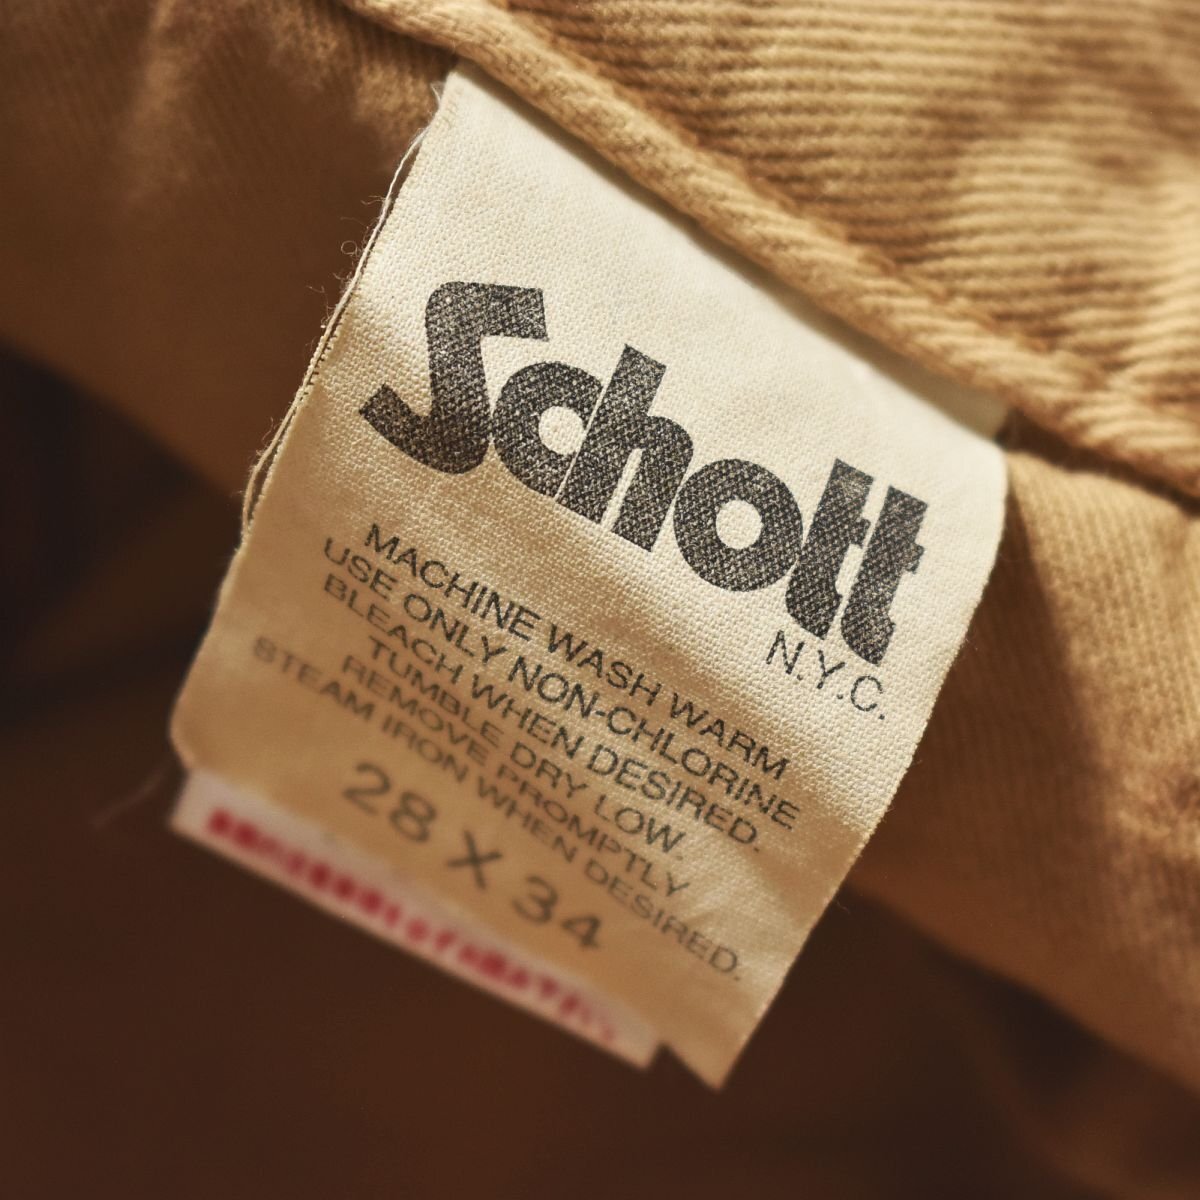 Schott
N.Y.C.
MACHINE WASH WARM
USE ONLY NON-CHLORINE
BLEACH WHEN DESIRED.
TUMBLE DRY LOW.
REMOVE PROMPTLY
STEAM IRON WHEN DESIRED.
28 X 34